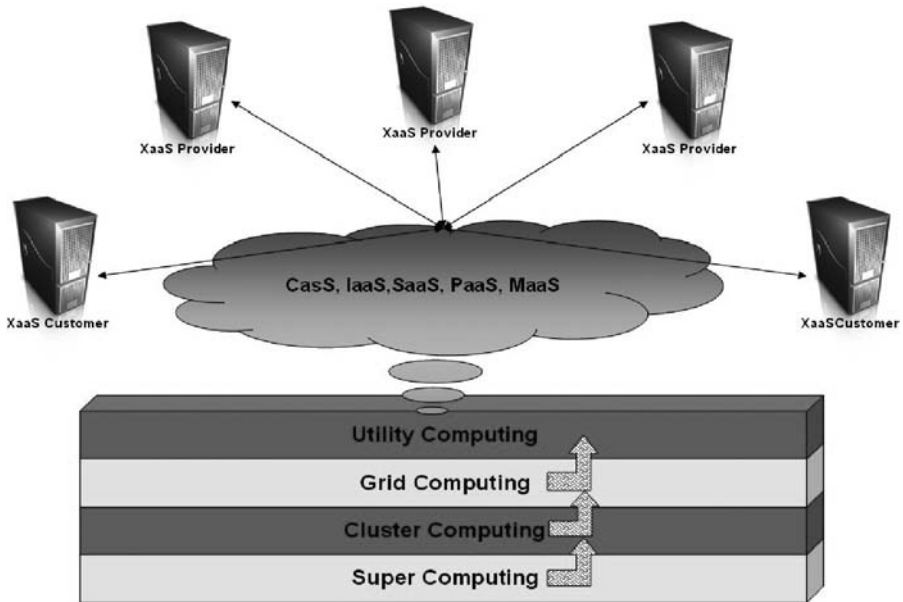 XaaS Provider
XaaS Provider
XaaS Provider
XaaS Customer
XaaSCustomer
CasS, IaaS,SaaS, PaaS, MaaS
Utility Computing
Grid Computing
Cluster Computing
Super Computing